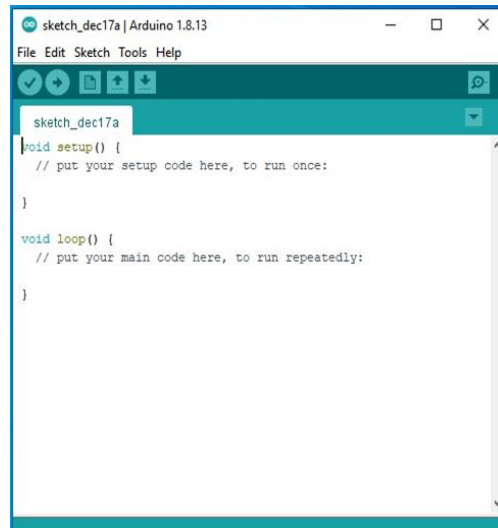 sketch_dec17a | Arduino 1.8.13
File Edit Sketch Tools Help
sketch_dec17a
void setup() {
  // put your setup code here, to run once:
}
void loop() {
  // put your main code here, to run repeatedly:
}